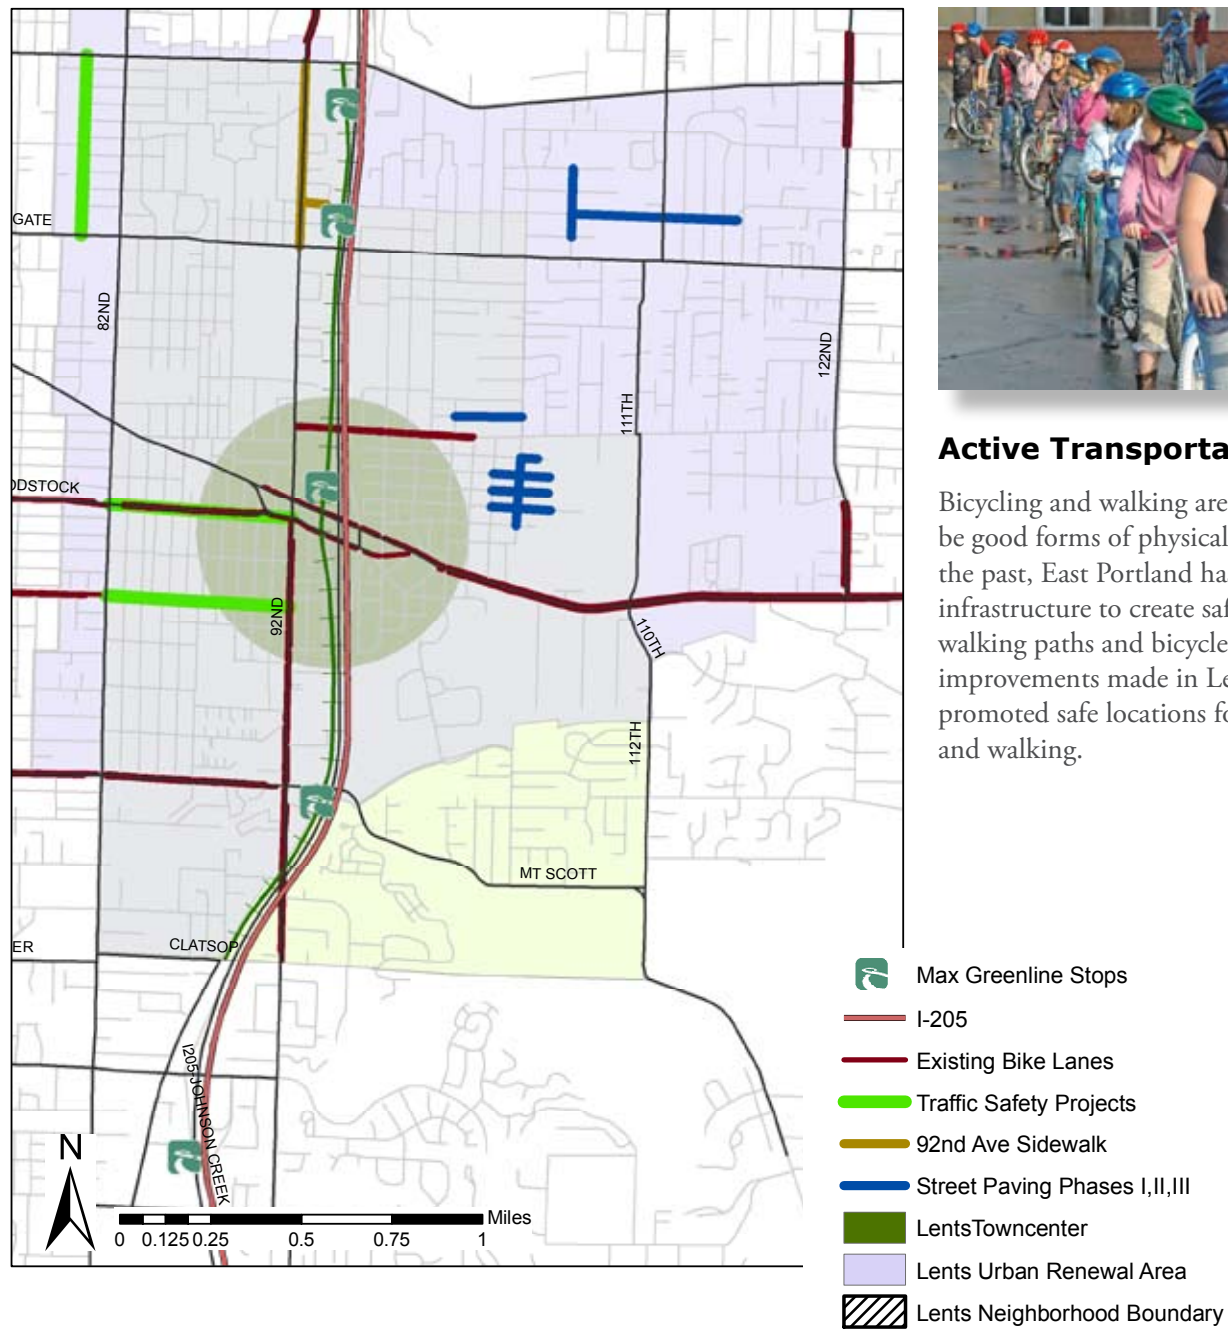 GATE
82ND
122ND
111TH
ODSTOCK
92ND
110TH
112TH
MT SCOTT
ER
CLATSOP
I205-JOHNSON CREEK
N
Miles
0 0.125 0.25 0.5 0.75 1
Active Transporta
Bicycling and walking are
be good forms of physical
the past, East Portland ha
infrastructure to create saf
walking paths and bicycle
improvements made in Le
promoted safe locations fo
and walking.
Max Greenline Stops
I-205
Existing Bike Lanes
Traffic Safety Projects
92nd Ave Sidewalk
Street Paving Phases I,II,III
LentsTowncenter
Lents Urban Renewal Area
Lents Neighborhood Boundary